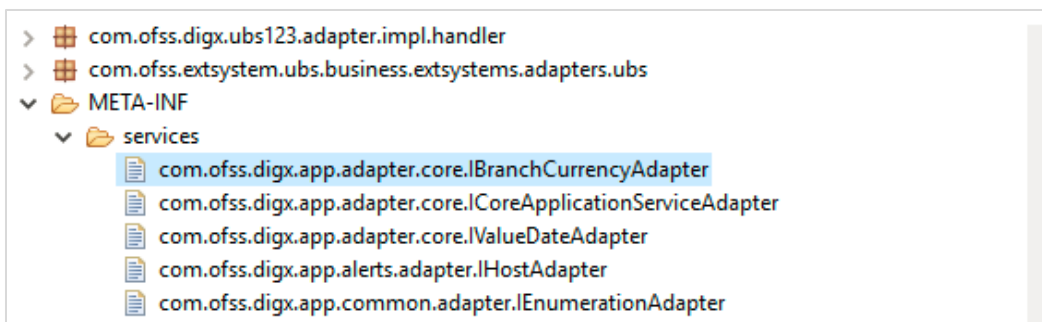 com.ofss.digx.ubs123.adapter.impl.handler
com.ofss.extsystem.ubs.business.extsystems.adapters.ubs
META-INF
services
com.ofss.digx.app.adapter.core.IBranchCurrencyAdapter
com.ofss.digx.app.adapter.core.ICoreApplicationServiceAdapter
com.ofss.digx.app.adapter.core.IValueDateAdapter
com.ofss.digx.app.alerts.adapter.IHostAdapter
com.ofss.digx.app.common.adapter.IEnumerationAdapter